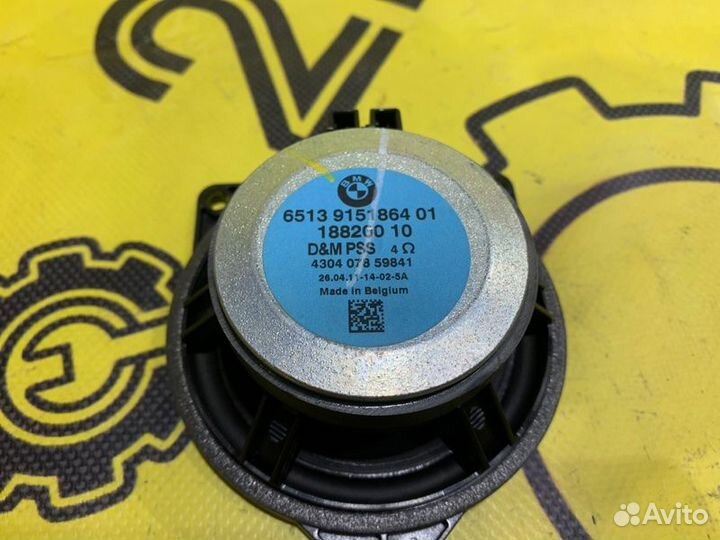 BMW
6513 9151864 01
188260 10
D&M PSS 4 Ω
4304 078 59841
26.04.11-14-02-5A
Made in Belgium
Avito